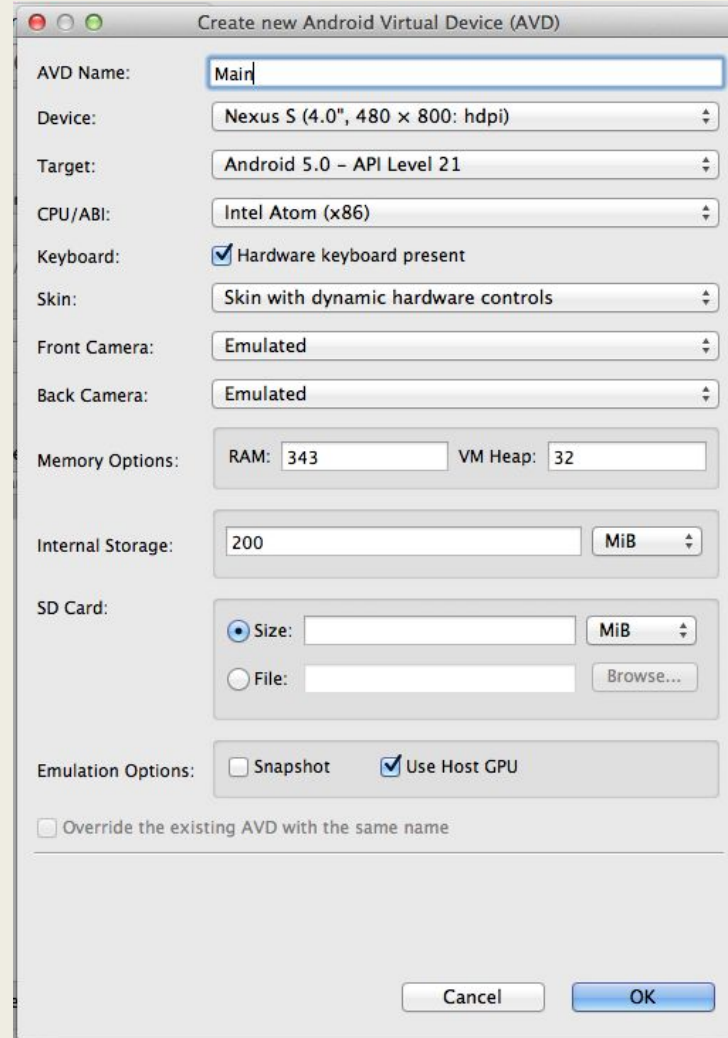 Create new Android Virtual Device (AVD)
AVD Name: Main
Device: Nexus S (4.0", 480 × 800: hdpi)
Target: Android 5.0 – API Level 21
CPU/ABI: Intel Atom (x86)
Keyboard: Hardware keyboard present
Skin: Skin with dynamic hardware controls
Front Camera: Emulated
Back Camera: Emulated
Memory Options: RAM: 343 VM Heap: 32
Internal Storage: 200 MiB
SD Card:
Size: MiB
File: Browse...
Emulation Options: Snapshot Use Host GPU
Override the existing AVD with the same name
Cancel OK